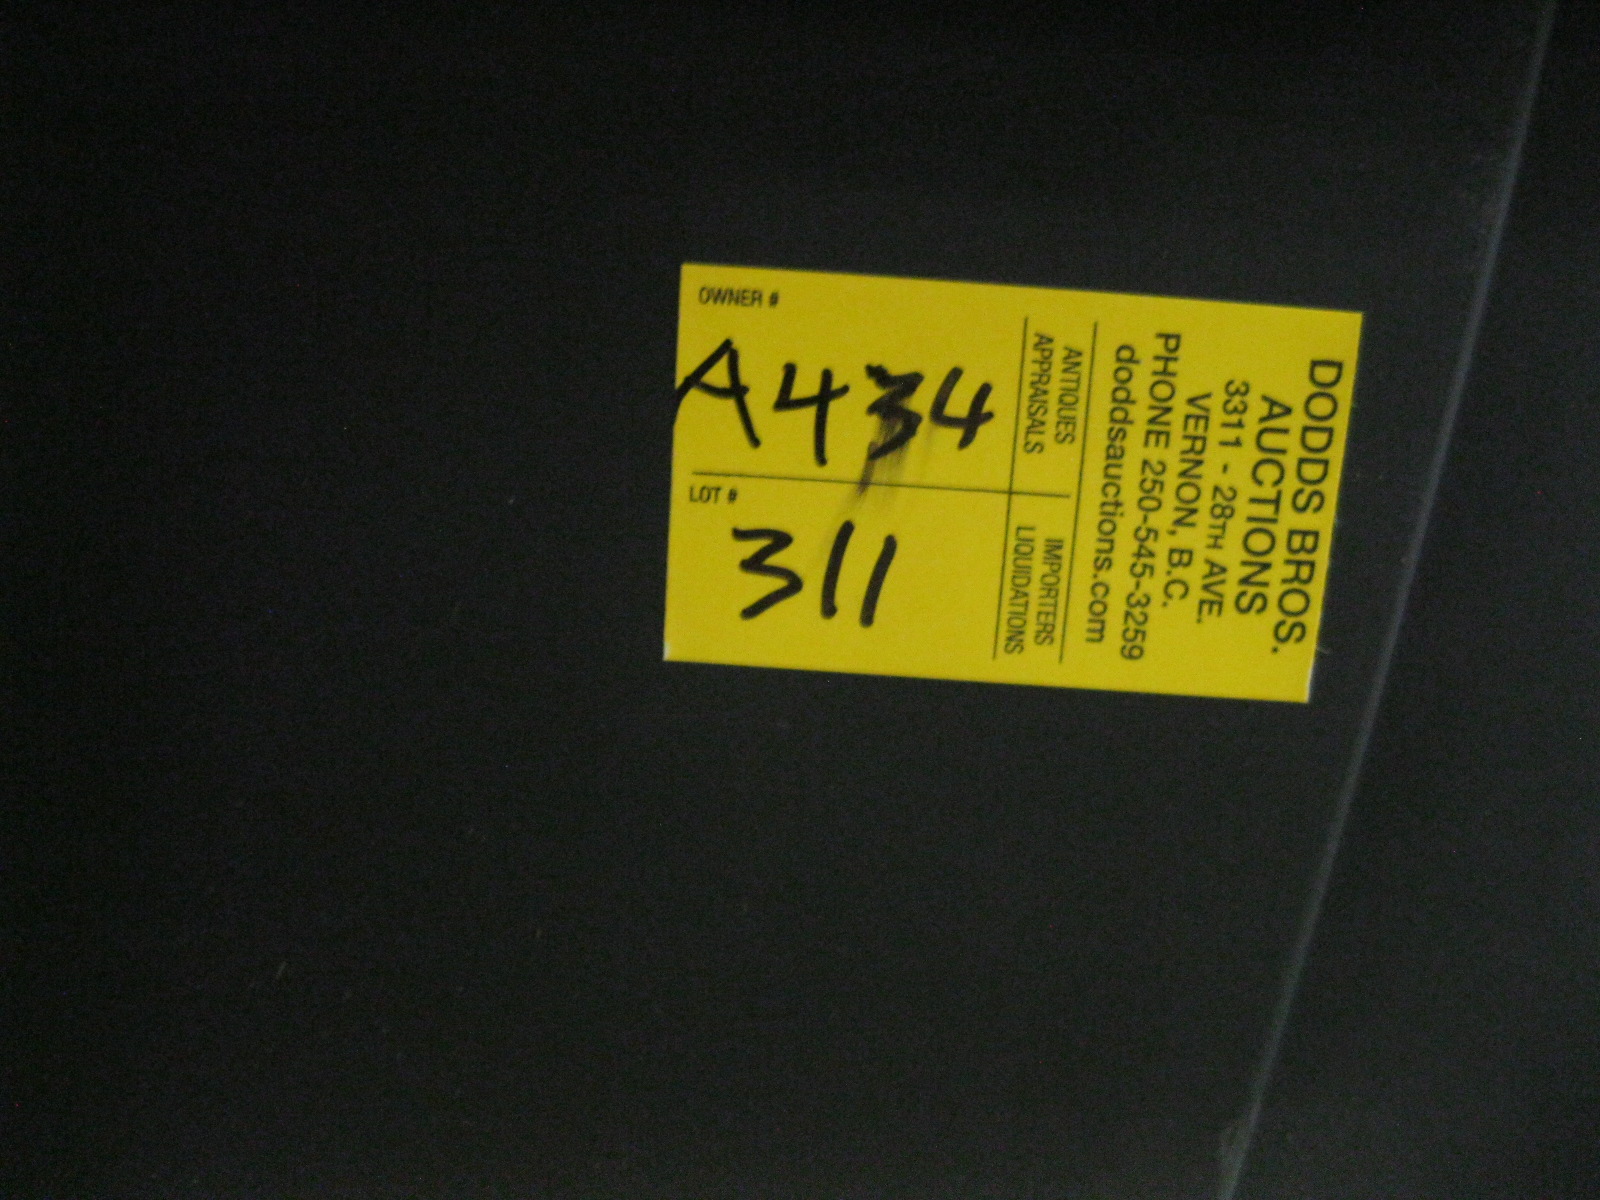 DODDS BROS.
AUCTIONS
3311 - 28TH AVE.
VERNON, B.C.
PHONE 250-545-3259
doddsauctions.com
ANTIQUES
APPRAISALS
IMPORTERS
LIQUIDATIONS
OWNER #
A434
LOT #
311